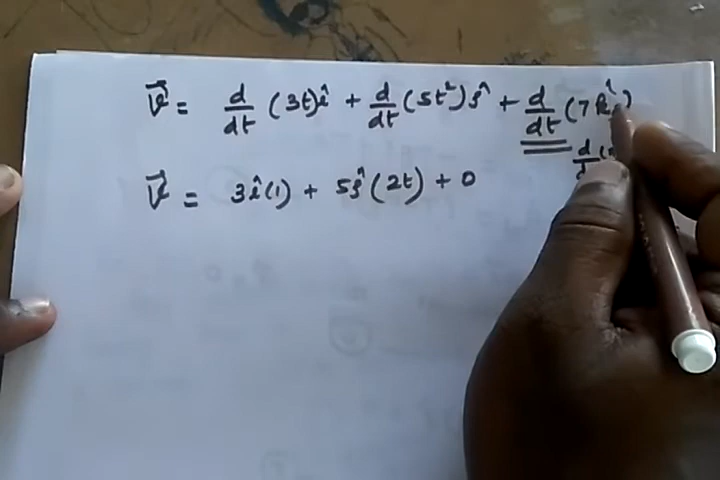 v⃗ = d/dt (3t)î + d/dt (5t²)ĵ + d/dt (7k̂)
d/d
v⃗ = 3î(1) + 5ĵ(2t) + 0